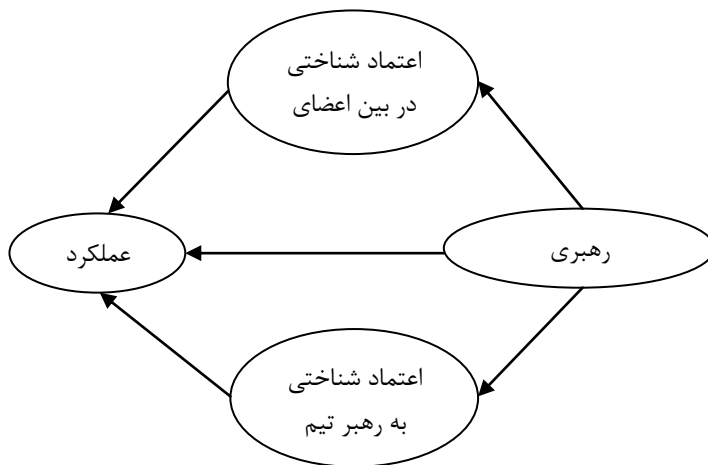 اعتماد شناختی
در بین اعضای
رهبری
عملکرد
اعتماد شناختی
به رهبر تیم